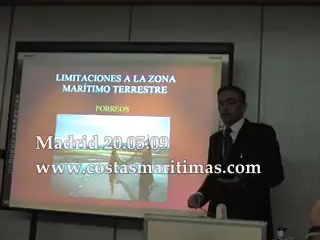 LIMITACIONES A LA ZONA
MARÍTIMO TERRESTRE
PORREOS
Madrid 20.05.09
www.costasmaritimas.com